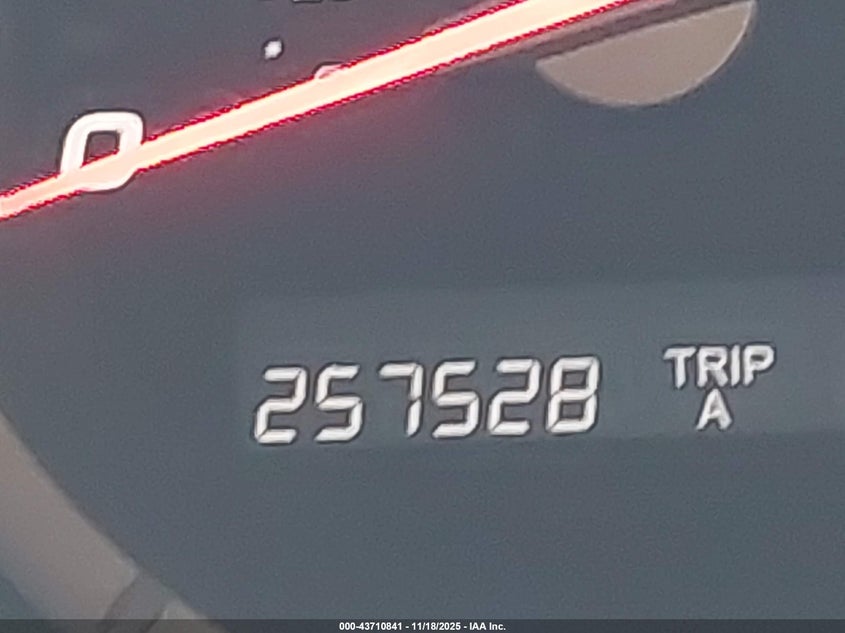 0
257528 TRIP
A
000-43710841 - 11/18/2025 - IAA Inc.